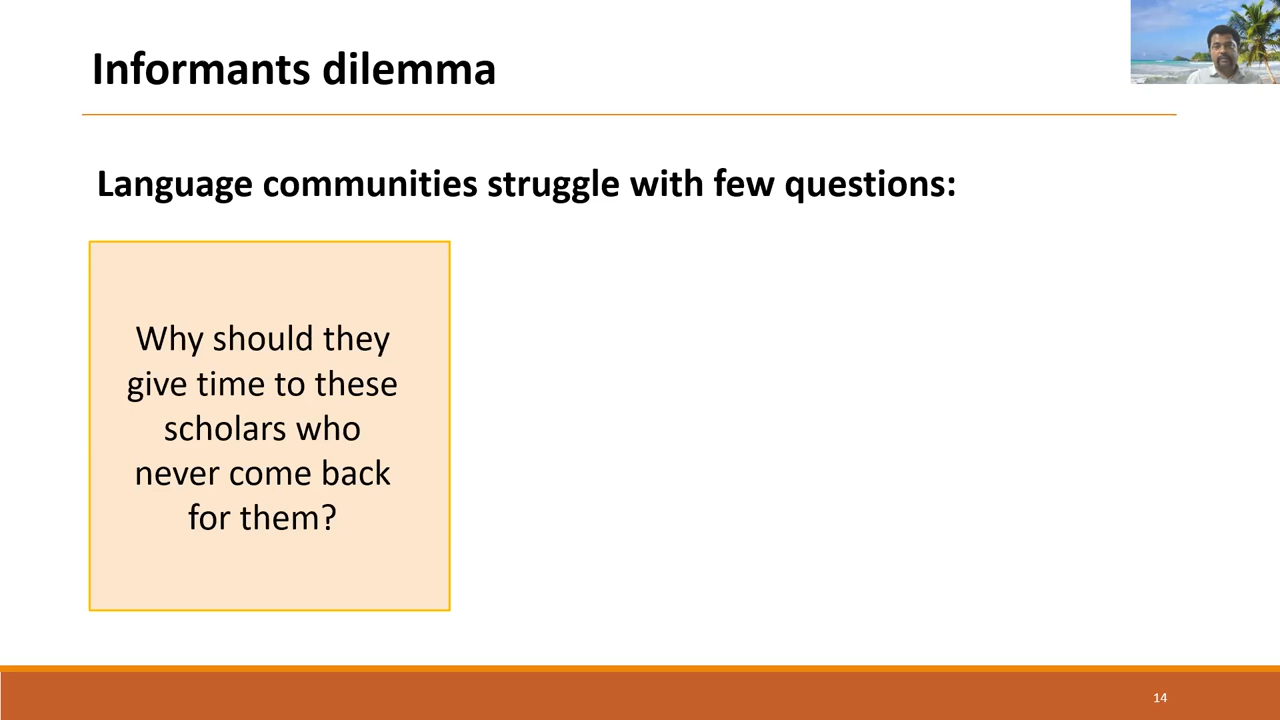 Informants dilemma
Language communities struggle with few questions:
Why should they
give time to these
scholars who
never come back
for them?
14